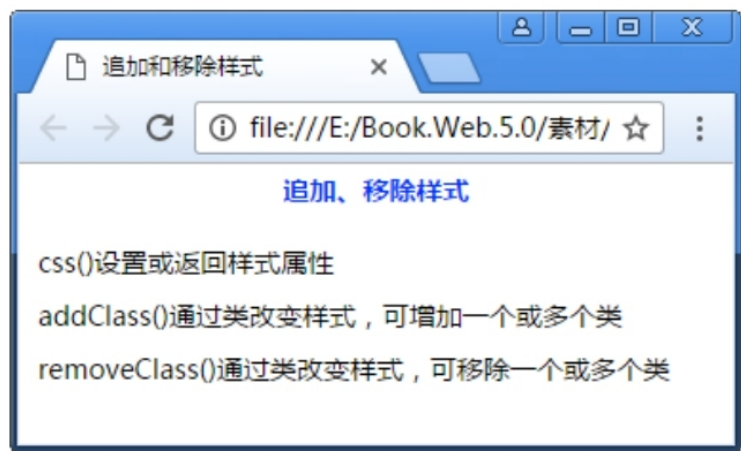 追加和移除样式
file:///E:/Book.Web.5.0/素材/
追加、移除样式
css()设置或返回样式属性
addClass()通过类改变样式，可增加一个或多个类
removeClass()通过类改变样式，可移除一个或多个类